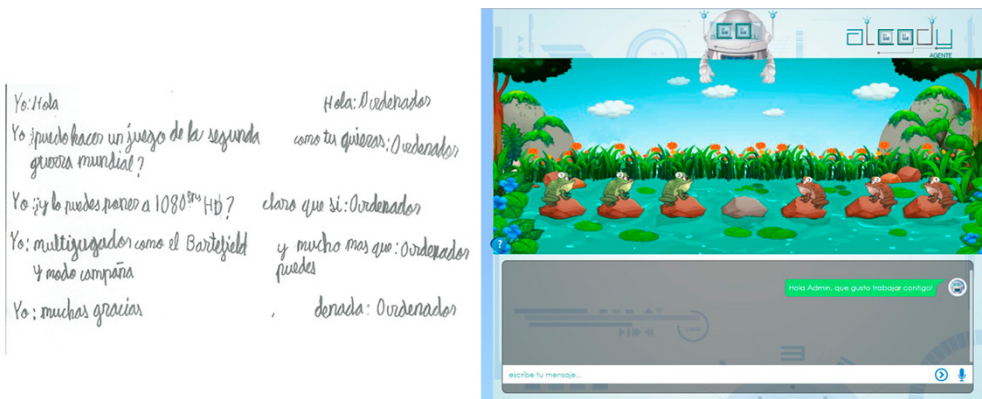 Yo: Hola
Hola: Ordenador
Yo ¿puedo hacer un juego de la segunda
guerra mundial?
como tu quieras: Ordenador
Yo: ¿y lo puedes poner a 1080 HD?
claro que si: Ordenador
Yo: multijugador como el Bartefield
y modo campaña
y mucho mas que: Ordenador
puedes
Yo: muchas gracias
denada: Ordenador
alcody
AGENTE
?
Hola Admin, que gusto trabajar contigo!
escribe tu mensaje...